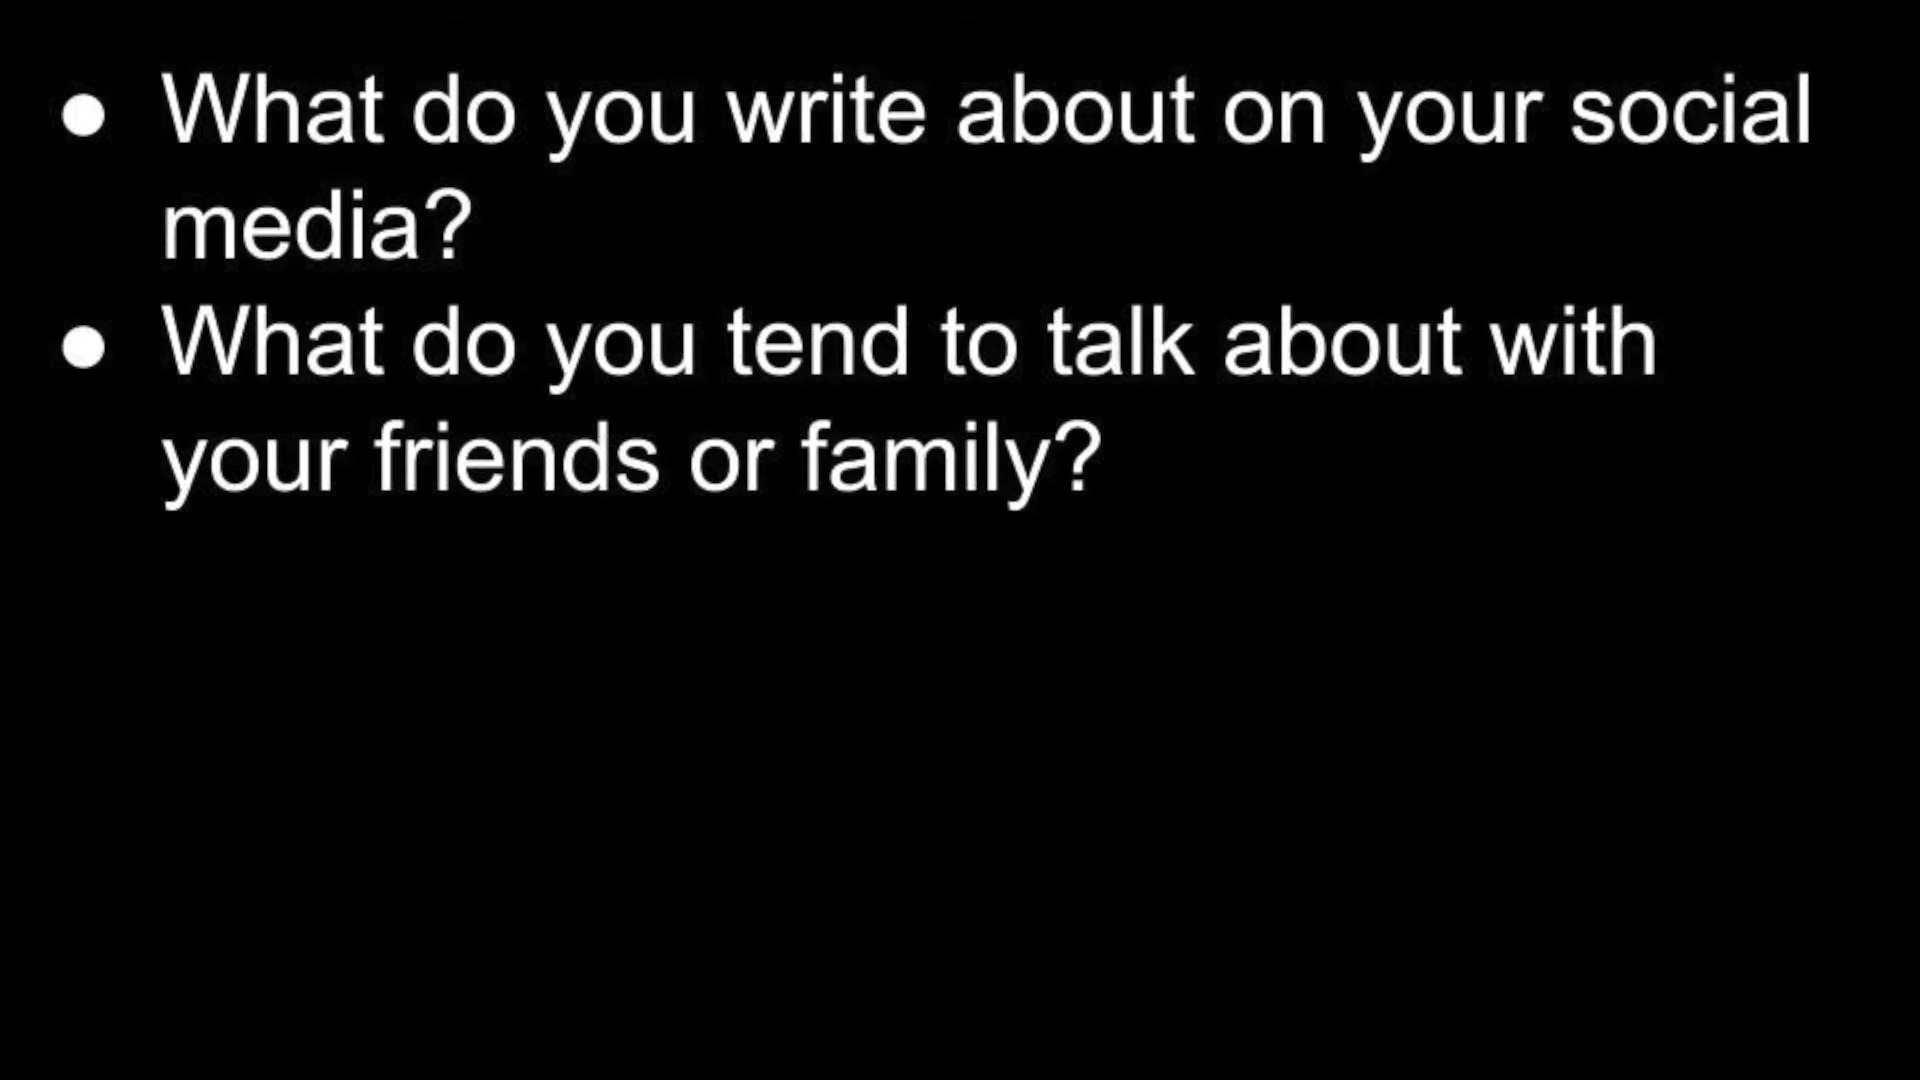 ● What do you write about on your social
media?
● What do you tend to talk about with
your friends or family?